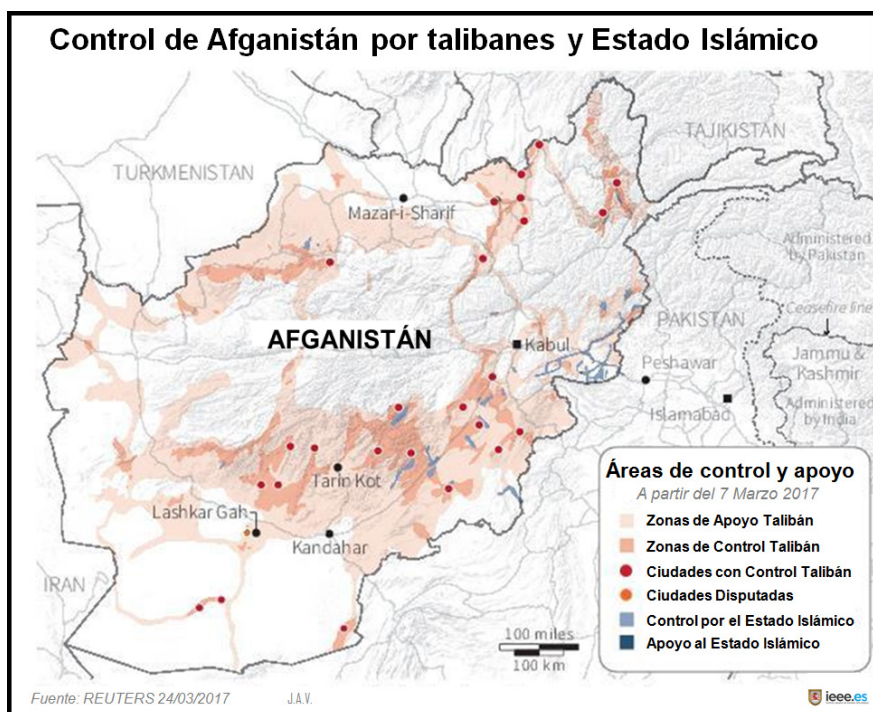 Control de Afganistán por talibanes y Estado Islámico
TAJIKISTAN
TURKMENISTAN
Mazar-i-Sharif
Administered
by Pakistan
Ceasefire line
PAKISTAN
AFGANISTÁN
Kabul
Peshawar
Jammu &
Kashmir
Islamabad
Administered
by India
Tarin Kot
Lashkar Gah
Kandahar
IRAN
Áreas de control y apoyo
A partir del 7 Marzo 2017
Zonas de Apoyo Talibán
Zonas de Control Talibán
Ciudades con Control Talibán
Ciudades Disputadas
Control por el Estado Islámico
Apoyo al Estado Islámico
100 miles
100 km
Fuente: REUTERS 24/03/2017
J.A.V.
ieee.es